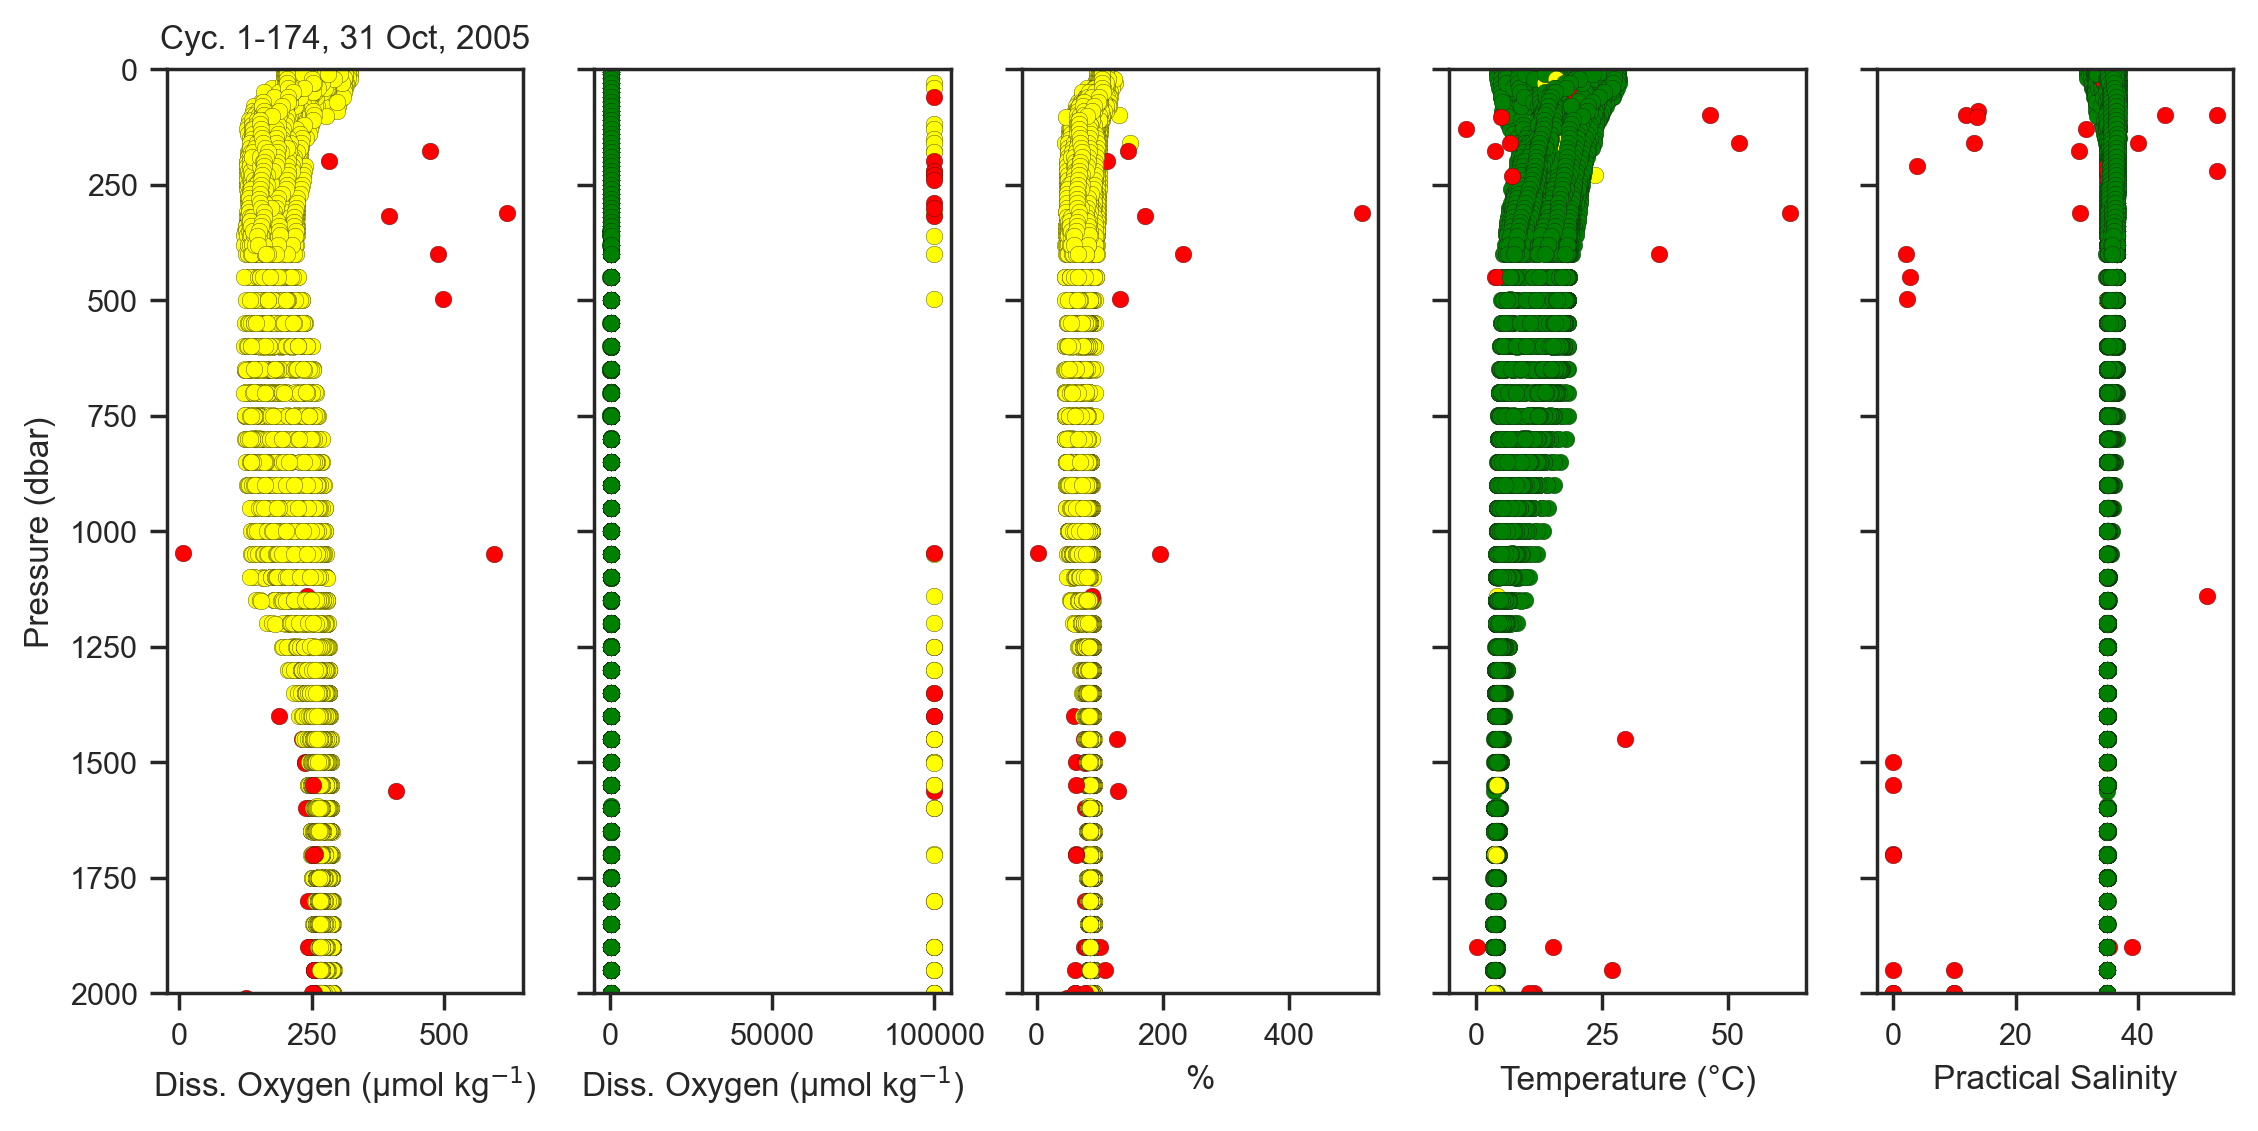 Cyc. 1-174, 31 Oct, 2005
Pressure (dbar)
0
250
500
750
1000
1250
1500
1750
2000
0 250 500
Diss. Oxygen (µmol kg⁻¹)
0 50000 100000
Diss. Oxygen (µmol kg⁻¹)
0 200 400
%
0 25 50
Temperature (°C)
0 20 40
Practical Salinity